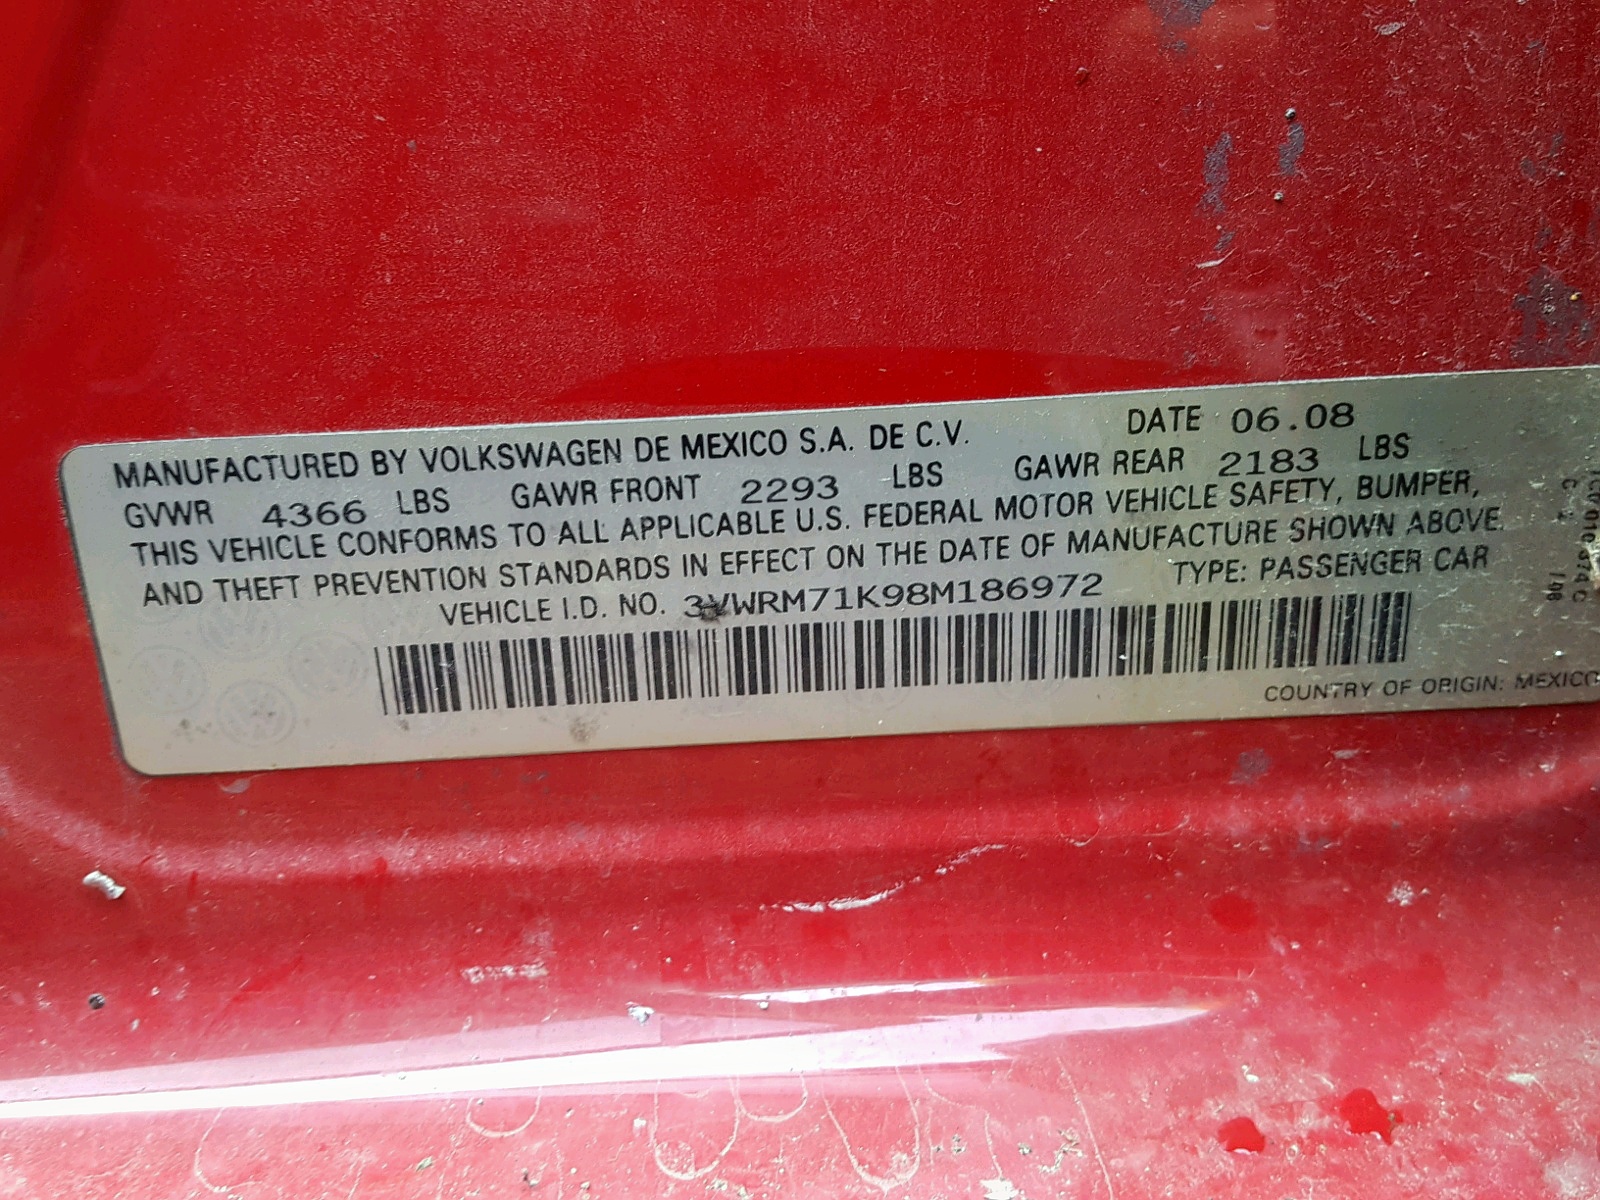 MANUFACTURED BY VOLKSWAGEN DE MEXICO S.A. DE C.V. DATE 06.08
GVWR 4366 LBS GAWR FRONT 2293 LBS GAWR REAR 2183 LBS
THIS VEHICLE CONFORMS TO ALL APPLICABLE U.S. FEDERAL MOTOR VEHICLE SAFETY, BUMPER,
AND THEFT PREVENTION STANDARDS IN EFFECT ON THE DATE OF MANUFACTURE SHOWN ABOVE.
VEHICLE I.D. NO. 3VWRM71K98M186972 TYPE: PASSENGER CAR
COUNTRY OF ORIGIN: MEXICO